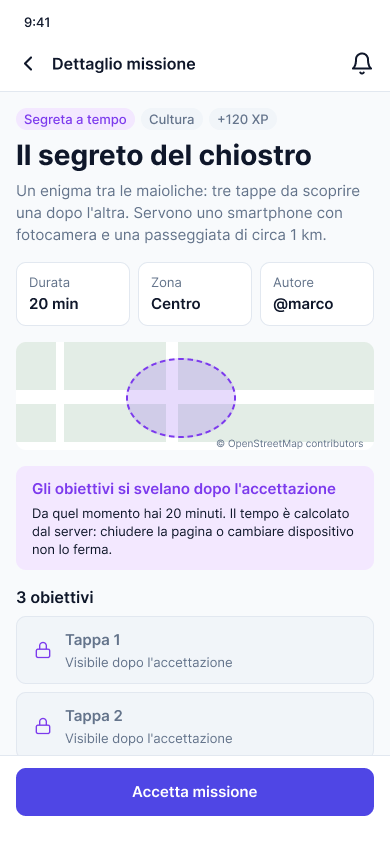 9:41
Dettaglio missione
Segreta a tempo
Cultura
+120 XP
Il segreto del chiostro
Un enigma tra le maioliche: tre tappe da scoprire
una dopo l'altra. Servono uno smartphone con
fotocamera e una passeggiata di circa 1 km.
Durata
20 min
Zona
Centro
Autore
@marco
© OpenStreetMap contributors
Gli obiettivi si svelano dopo l'accettazione
Da quel momento hai 20 minuti. Il tempo è calcolato
dal server: chiudere la pagina o cambiare dispositivo
non lo ferma.
3 obiettivi
Tappa 1
Visibile dopo l'accettazione
Tappa 2
Visibile dopo l'accettazione
Accetta missione